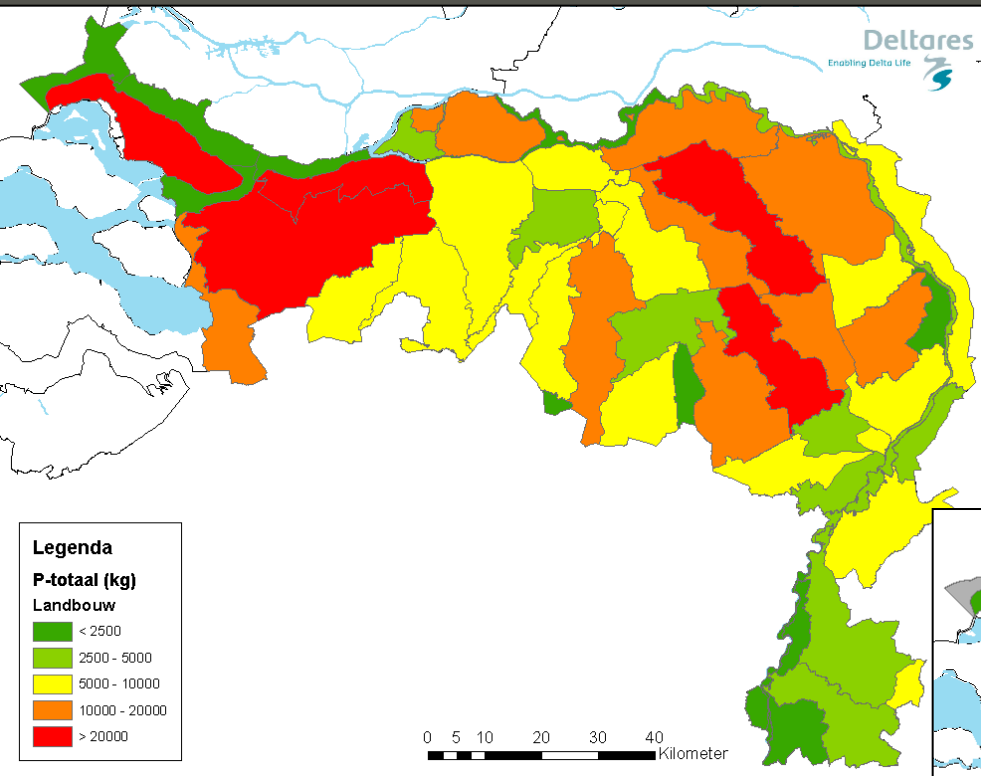 Deltares
Enabling Delta Life
Legenda
P-totaal (kg)
Landbouw
< 2500
2500 - 5000
5000 - 10000
10000 - 20000
> 20000
0 5 10 20 30 40
Kilometer